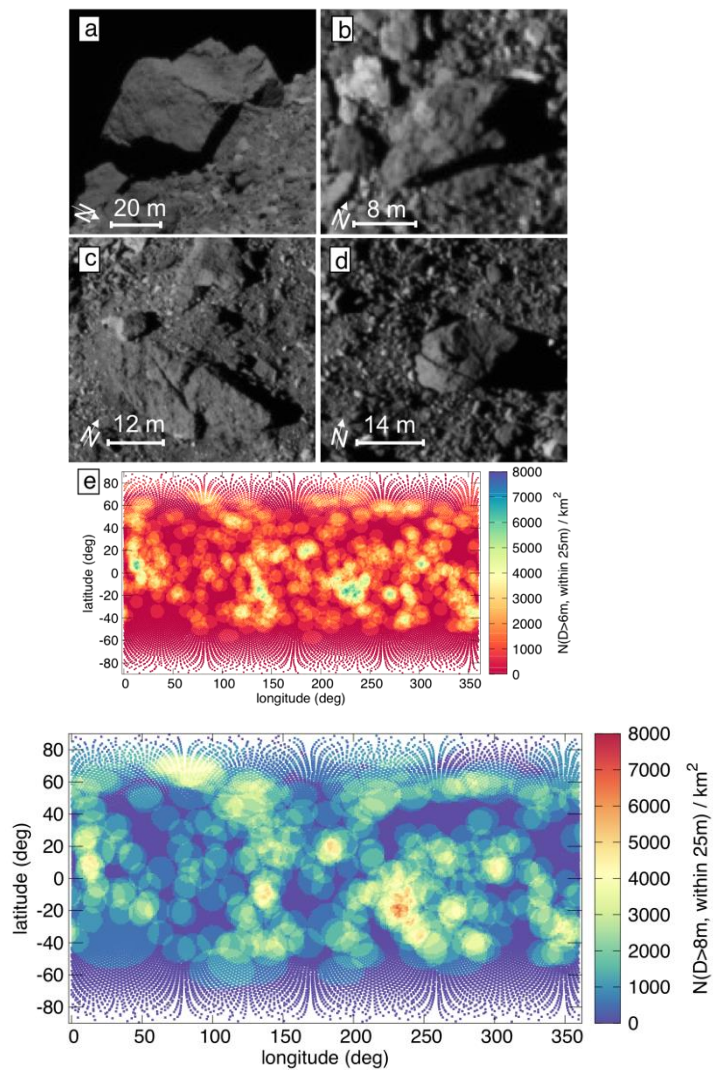 a
N
20 m
b
N
8 m
c
N
12 m
d
N
14 m
e
80
60
40
20
0
-20
-40
-60
-80
latitude (deg)
0 50 100 150 200 250 300 350
longitude (deg)
8000
7000
6000
5000
4000
3000
2000
1000
0
N(D>6m, within 25m) / km²
80
60
40
20
0
-20
-40
-60
-80
latitude (deg)
0 50 100 150 200 250 300 350
longitude (deg)
8000
7000
6000
5000
4000
3000
2000
1000
0
N(D>8m, within 25m) / km²